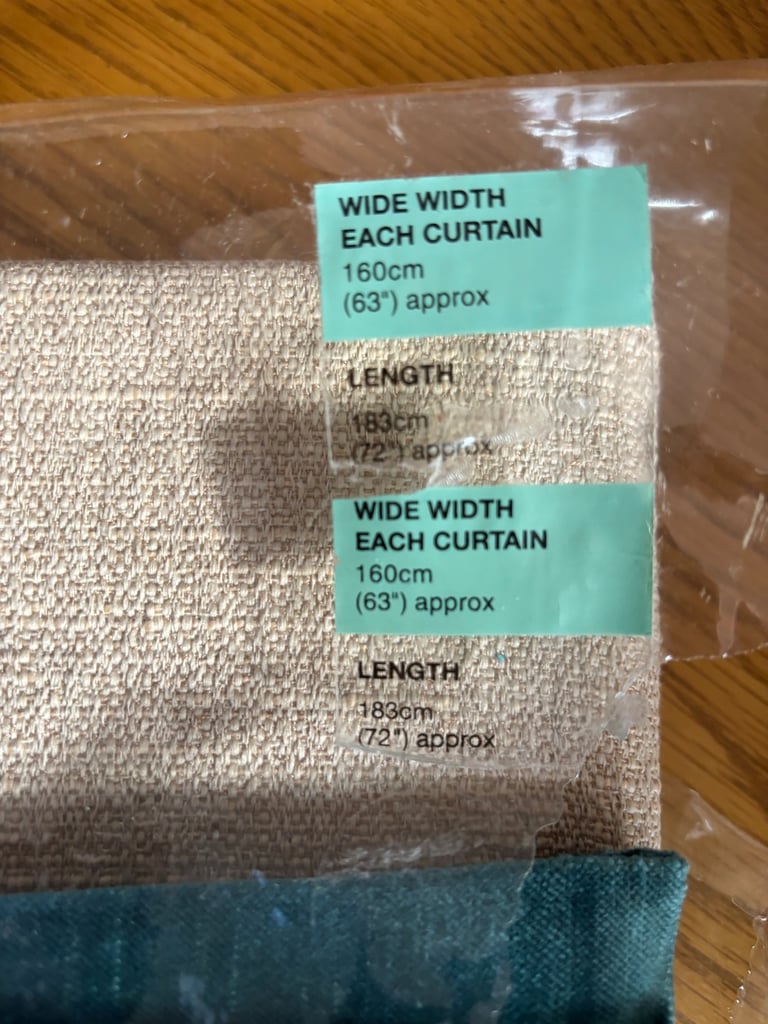 WIDE WIDTH
EACH CURTAIN
160cm
(63") approx
LENGTH
183cm
(72") approx
WIDE WIDTH
EACH CURTAIN
160cm
(63") approx
LENGTH
183cm
(72") approx